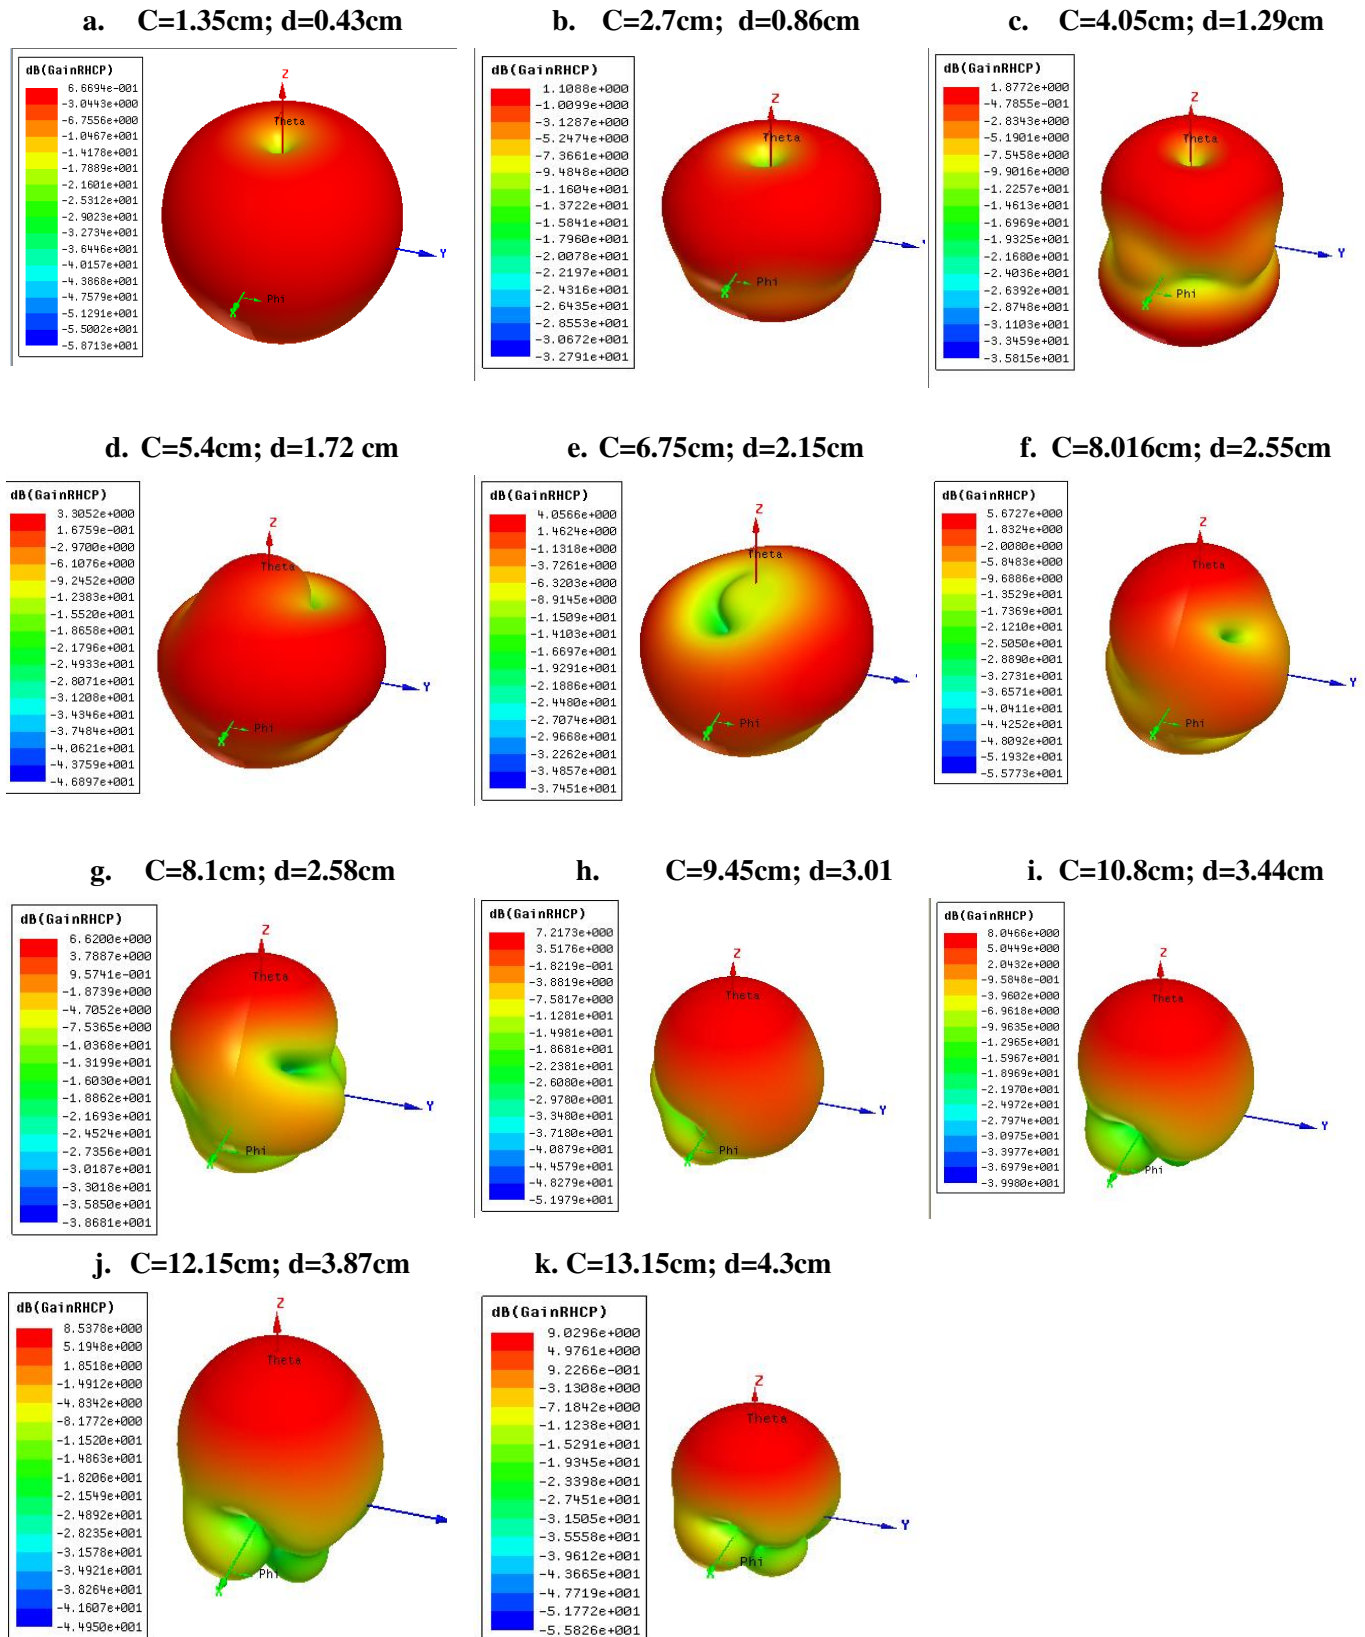 a. C=1.35cm; d=0.43cm
dB(GainRHCP)
6.6694e-001
-3.0443e+000
-6.7556e+000
-1.0467e+001
-1.4178e+001
-1.7889e+001
-2.1601e+001
-2.5312e+001
-2.9023e+001
-3.2734e+001
-3.6446e+001
-4.0157e+001
-4.3868e+001
-4.7579e+001
-5.1291e+001
-5.5002e+001
-5.8713e+001
Z
Theta
Y
Phi
X
b. C=2.7cm; d=0.86cm
dB(GainRHCP)
1.1088e+000
-1.0099e+000
-3.1287e+000
-5.2474e+000
-7.3661e+000
-9.4848e+000
-1.1604e+001
-1.3722e+001
-1.5841e+001
-1.7960e+001
-2.0078e+001
-2.2197e+001
-2.4316e+001
-2.6435e+001
-2.8553e+001
-3.0672e+001
-3.2791e+001
Z
Theta
Y
Phi
X
c. C=4.05cm; d=1.29cm
dB(GainRHCP)
1.8772e+000
-4.7855e-001
-2.8343e+000
-5.1901e+000
-7.5458e+000
-9.9016e+000
-1.2257e+001
-1.4613e+001
-1.6969e+001
-1.9325e+001
-2.1680e+001
-2.4036e+001
-2.6392e+001
-2.8748e+001
-3.1103e+001
-3.3459e+001
-3.5815e+001
Z
Theta
Y
Phi
X
d. C=5.4cm; d=1.72 cm
dB(GainRHCP)
3.3052e+000
1.6759e-001
-2.9700e+000
-6.1076e+000
-9.2452e+000
-1.2383e+001
-1.5520e+001
-1.8658e+001
-2.1796e+001
-2.4933e+001
-2.8071e+001
-3.1208e+001
-3.4346e+001
-3.7484e+001
-4.0621e+001
-4.3759e+001
-4.6897e+001
Z
Theta
Y
Phi
X
e. C=6.75cm; d=2.15cm
dB(GainRHCP)
4.0566e+000
1.4624e+000
-1.1318e+000
-3.7261e+000
-6.3203e+000
-8.9145e+000
-1.1509e+001
-1.4103e+001
-1.6697e+001
-1.9291e+001
-2.1886e+001
-2.4480e+001
-2.7074e+001
-2.9668e+001
-3.2262e+001
-3.4857e+001
-3.7451e+001
Z
Theta
Y
Phi
X
f. C=8.016cm; d=2.55cm
dB(GainRHCP)
5.6727e+000
1.8324e+000
-2.0080e+000
-5.8483e+000
-9.6886e+000
-1.3529e+001
-1.7369e+001
-2.1210e+001
-2.5050e+001
-2.8890e+001
-3.2731e+001
-3.6571e+001
-4.0411e+001
-4.4252e+001
-4.8092e+001
-5.1932e+001
-5.5773e+001
Z
Theta
Y
Phi
X
g. C=8.1cm; d=2.58cm
dB(GainRHCP)
6.6200e+000
3.7887e+000
9.5741e-001
-1.8739e+000
-4.7052e+000
-7.5365e+000
-1.0368e+001
-1.3199e+001
-1.6030e+001
-1.8862e+001
-2.1693e+001
-2.4524e+001
-2.7356e+001
-3.0187e+001
-3.3018e+001
-3.5850e+001
-3.8681e+001
Z
Theta
Y
Phi
X
h. C=9.45cm; d=3.01
dB(GainRHCP)
7.2173e+000
3.5176e+000
-1.8219e-001
-3.8819e+000
-7.5817e+000
-1.1281e+001
-1.4981e+001
-1.8681e+001
-2.2381e+001
-2.6080e+001
-2.9780e+001
-3.3480e+001
-3.7180e+001
-4.0879e+001
-4.4579e+001
-4.8279e+001
-5.1979e+001
Z
Theta
Y
Phi
X
i. C=10.8cm; d=3.44cm
dB(GainRHCP)
8.0466e+000
5.0449e+000
2.0432e+000
-9.5848e-001
-3.9602e+000
-6.9618e+000
-9.9635e+000
-1.2965e+001
-1.5967e+001
-1.8969e+001
-2.1970e+001
-2.4972e+001
-2.7974e+001
-3.0975e+001
-3.3977e+001
-3.6979e+001
-3.9980e+001
Z
Theta
Y
Phi
X
j. C=12.15cm; d=3.87cm
dB(GainRHCP)
8.5378e+000
5.1948e+000
1.8518e+000
-1.4912e+000
-4.8342e+000
-8.1772e+000
-1.1520e+001
-1.4863e+001
-1.8206e+001
-2.1549e+001
-2.4892e+001
-2.8235e+001
-3.1578e+001
-3.4921e+001
-3.8264e+001
-4.1607e+001
-4.4950e+001
Z
Theta
Phi
X
k. C=13.15cm; d=4.3cm
dB(GainRHCP)
9.0296e+000
4.9761e+000
9.2266e-001
-3.1308e+000
-7.1842e+000
-1.1238e+001
-1.5291e+001
-1.9345e+001
-2.3398e+001
-2.7451e+001
-3.1505e+001
-3.5558e+001
-3.9612e+001
-4.3665e+001
-4.7719e+001
-5.1772e+001
-5.5826e+001
Z
Theta
Y
Phi
X